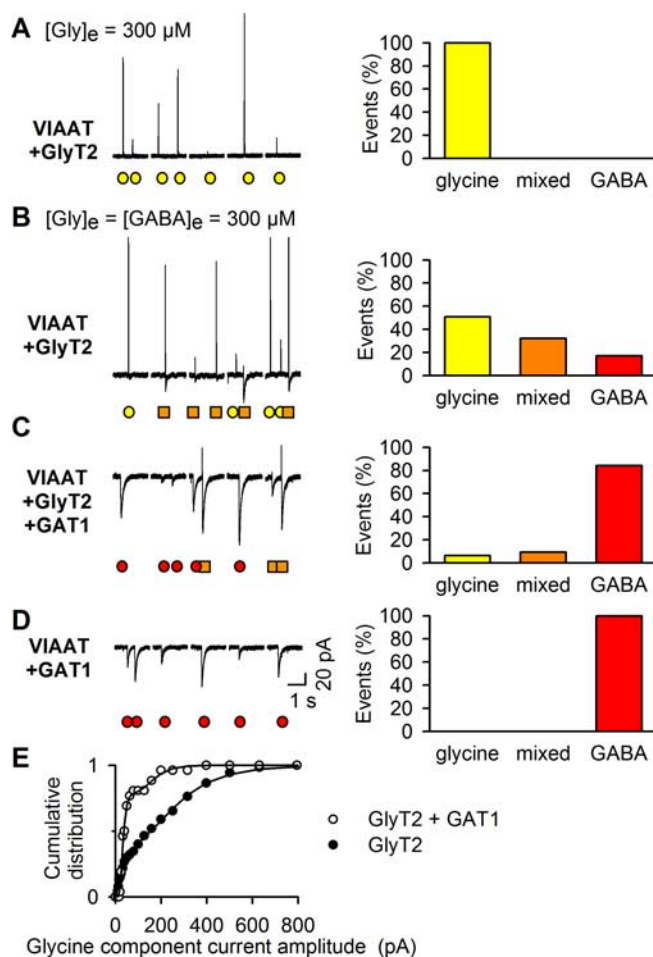 A
[Gly]e = 300 µM
VIAAT
+GlyT2
Events (%)
100
80
60
40
20
0
glycine mixed GABA
B
[Gly]e = [GABA]e = 300 µM
VIAAT
+GlyT2
Events (%)
100
80
60
40
20
0
glycine mixed GABA
C
VIAAT
+GlyT2
+GAT1
Events (%)
100
80
60
40
20
0
glycine mixed GABA
D
VIAAT
+GAT1
20 pA
1 s
Events (%)
100
80
60
40
20
0
glycine mixed GABA
E
Cumulative
distribution
1
0
0 200 400 600 800
Glycine component current amplitude (pA)
GlyT2 + GAT1
GlyT2